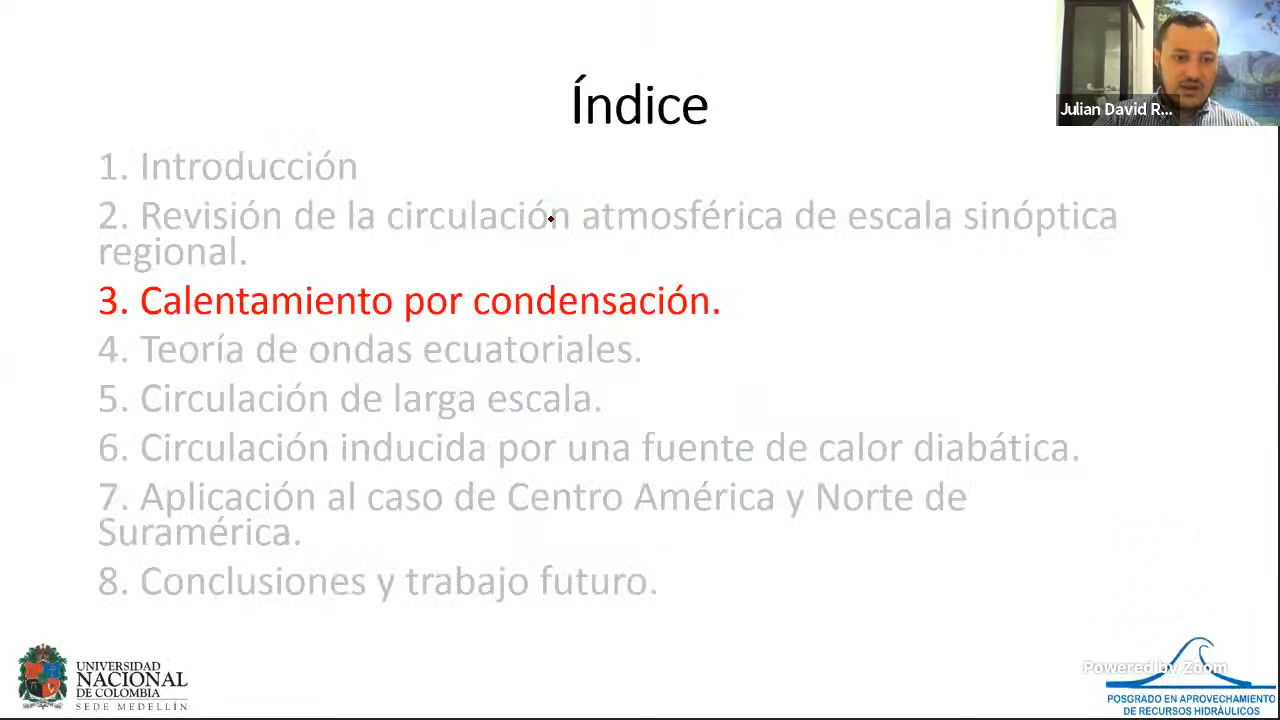 Índice
Julian David R...
1. Introducción
2. Revisión de la circulación atmosférica de escala sinóptica
regional.
3. Calentamiento por condensación.
4. Teoría de ondas ecuatoriales.
5. Circulación de larga escala.
6. Circulación inducida por una fuente de calor diabática.
7. Aplicación al caso de Centro América y Norte de
Suramérica.
8. Conclusiones y trabajo futuro.
UNIVERSIDAD
NACIONAL
DE COLOMBIA
SEDE MEDELLÍN
Powered by Zoom
POSGRADO EN APROVECHAMIENTO
DE RECURSOS HIDRÁULICOS